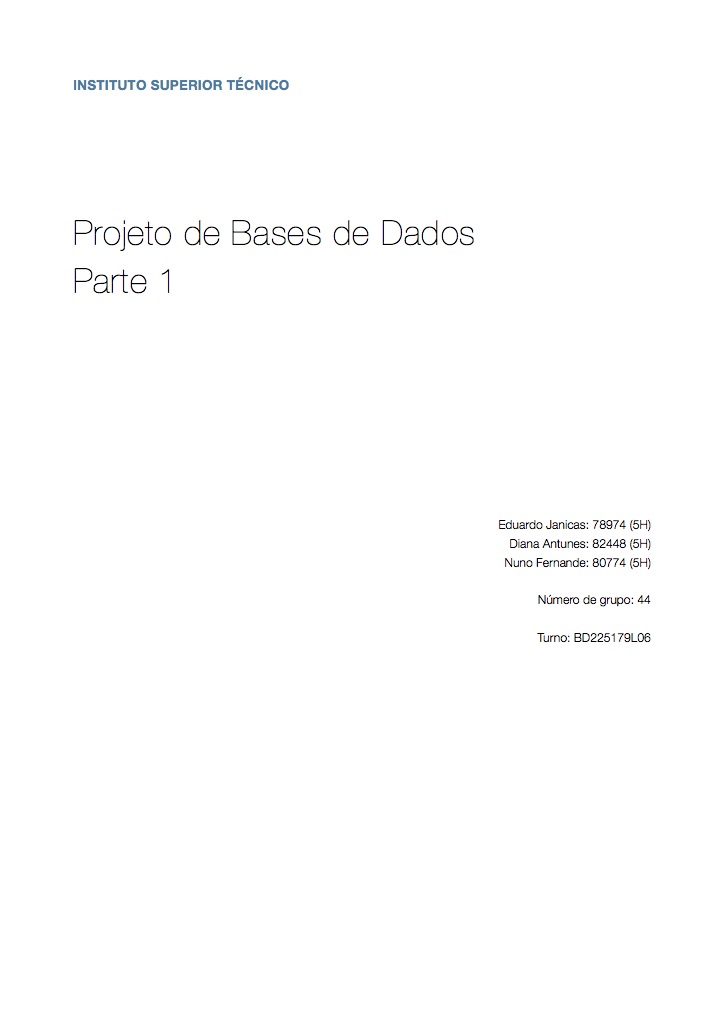 INSTITUTO SUPERIOR TÉCNICO
Projeto de Bases de Dados
Parte 1
Eduardo Janicas: 78974 (5H)
Diana Antunes: 82448 (5H)
Nuno Fernande: 80774 (5H)
Número de grupo: 44
Turno: BD225179L06